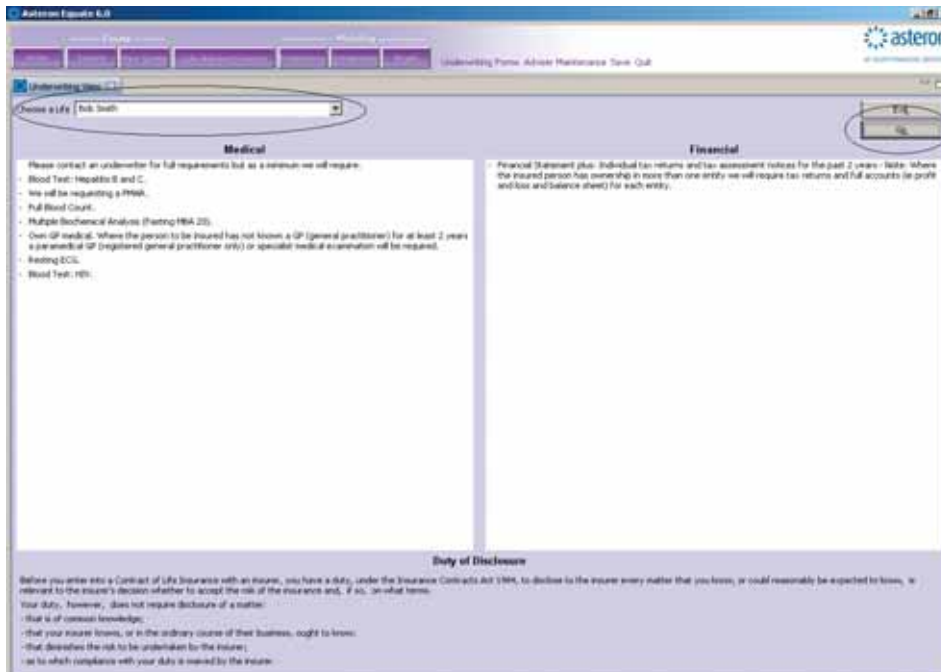 Asteron Equate 6.0
asteron
Underwriting Forms Adviser Maintenance Save Quit
Underwriting View
Choose a Life Bob Smith
Medical
Please contact an underwriter for full requirements but as a minimum we will require:
- Blood Test: Hepatitis B and C.
- We will be requesting a PMAR.
- Full Blood Count.
- Multiple Biochemical Analysis (Fasting MBA 20).
- Own GP medical. Where the person to be insured has not known a GP (general practitioner) for at least 2 years
a paramedical GP (registered general practitioner only) or specialist medical examination will be required.
- Resting ECG.
- Blood Test: HIV.
Financial
- Financial Statement plus: Individual tax returns and tax assessment notices for the past 2 years - Note: Where
the insured person has ownership in more than one entity we will require tax returns and full accounts (ie profit
and loss and balance sheet) for each entity.
Duty of Disclosure
Before you enter into a Contract of Life Insurance with an insurer, you have a duty, under the Insurance Contracts Act 1984, to disclose to the insurer every matter that you know, or could reasonably be expected to know, is
relevant to the insurer's decision whether to accept the risk of the insurance and, if so, on what terms.
Your duty, however, does not require disclosure of a matter:
- that is of common knowledge;
- that your insurer knows, or in the ordinary course of their business, ought to know;
- that diminishes the risk to be undertaken by the insurer;
- as to which compliance with your duty is waived by the insurer.